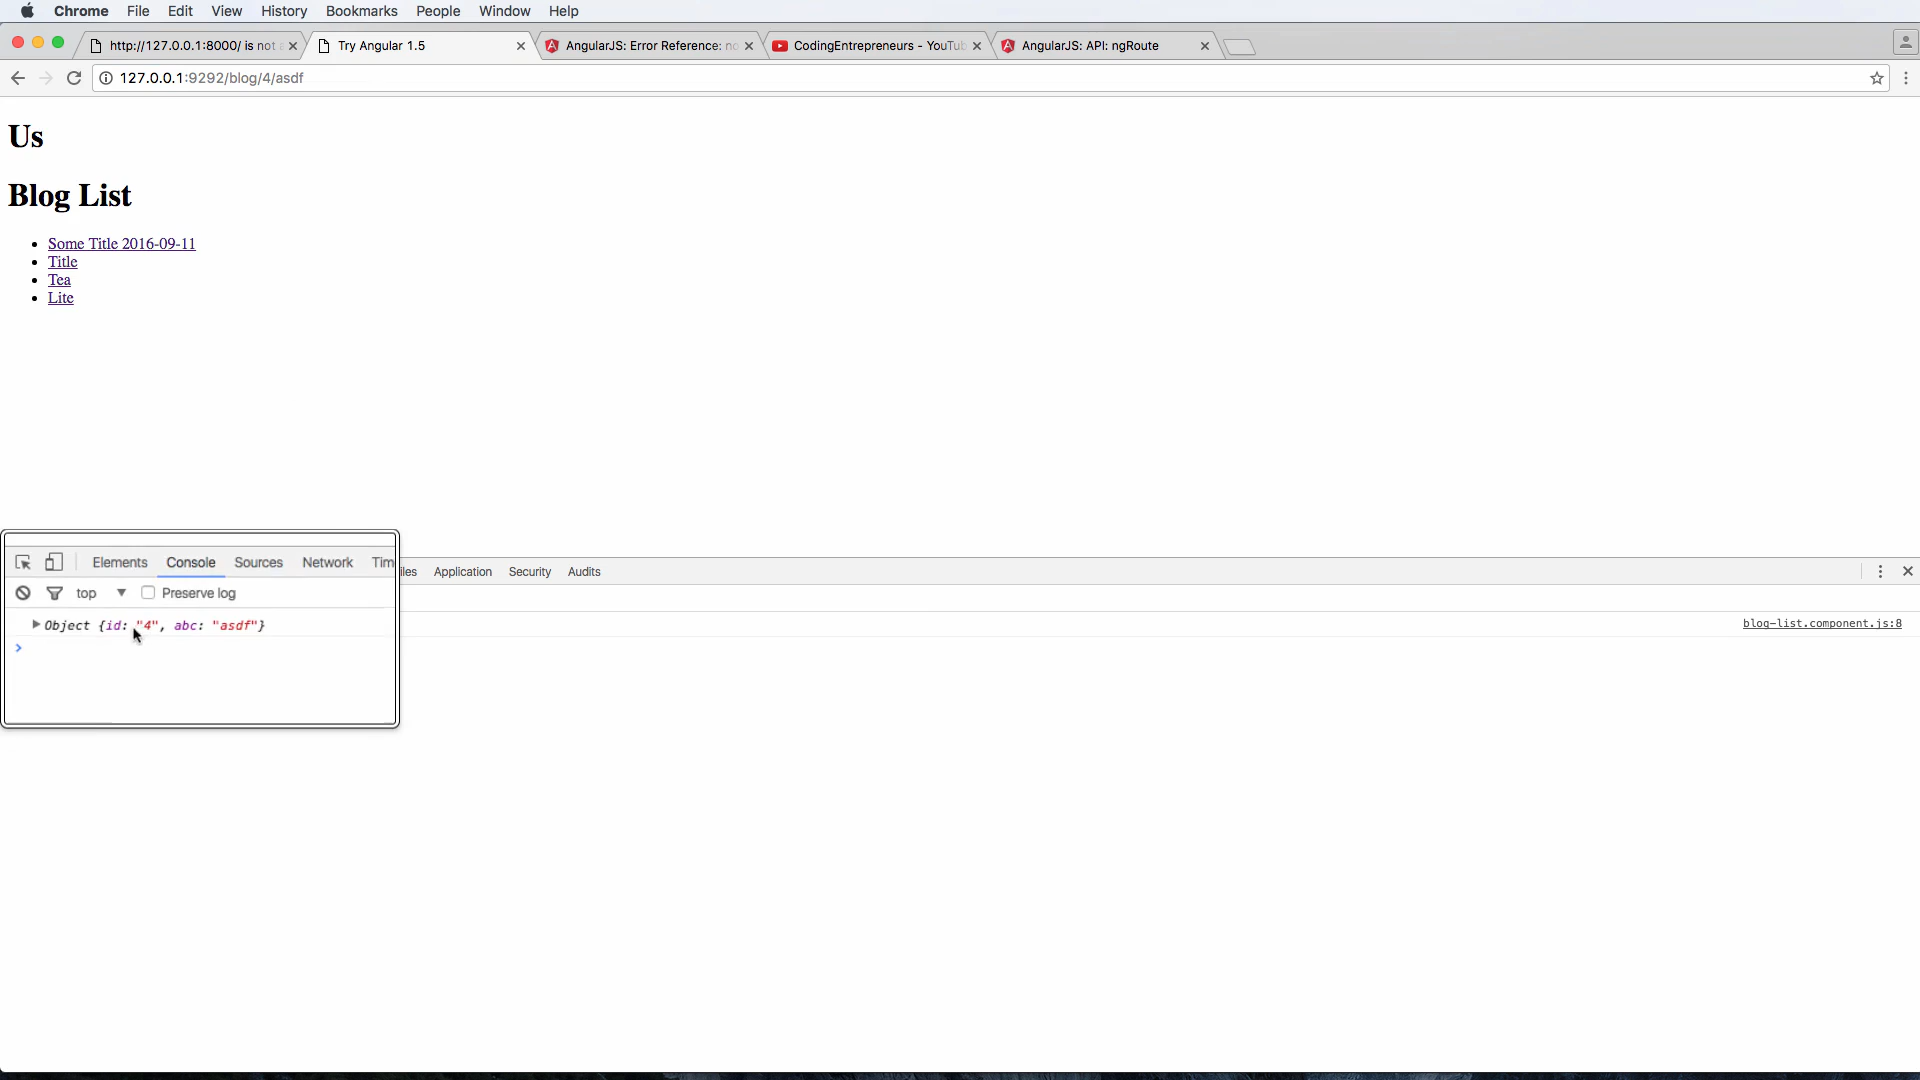 Chrome File Edit View History Bookmarks People Window Help
http://127.0.0.1:8000/ is not
Try Angular 1.5
AngularJS: Error Reference: no
CodingEntrepreneurs - YouTub
AngularJS: API: ngRoute
127.0.0.1:9292/blog/4/asdf
Us
Blog List
Some Title 2016-09-11
Title
Tea
Lite
Elements Console Sources Network Tim iles Application Security Audits
top Preserve log
Object {id: "4", abc: "asdf"} blog-list.component.js:8